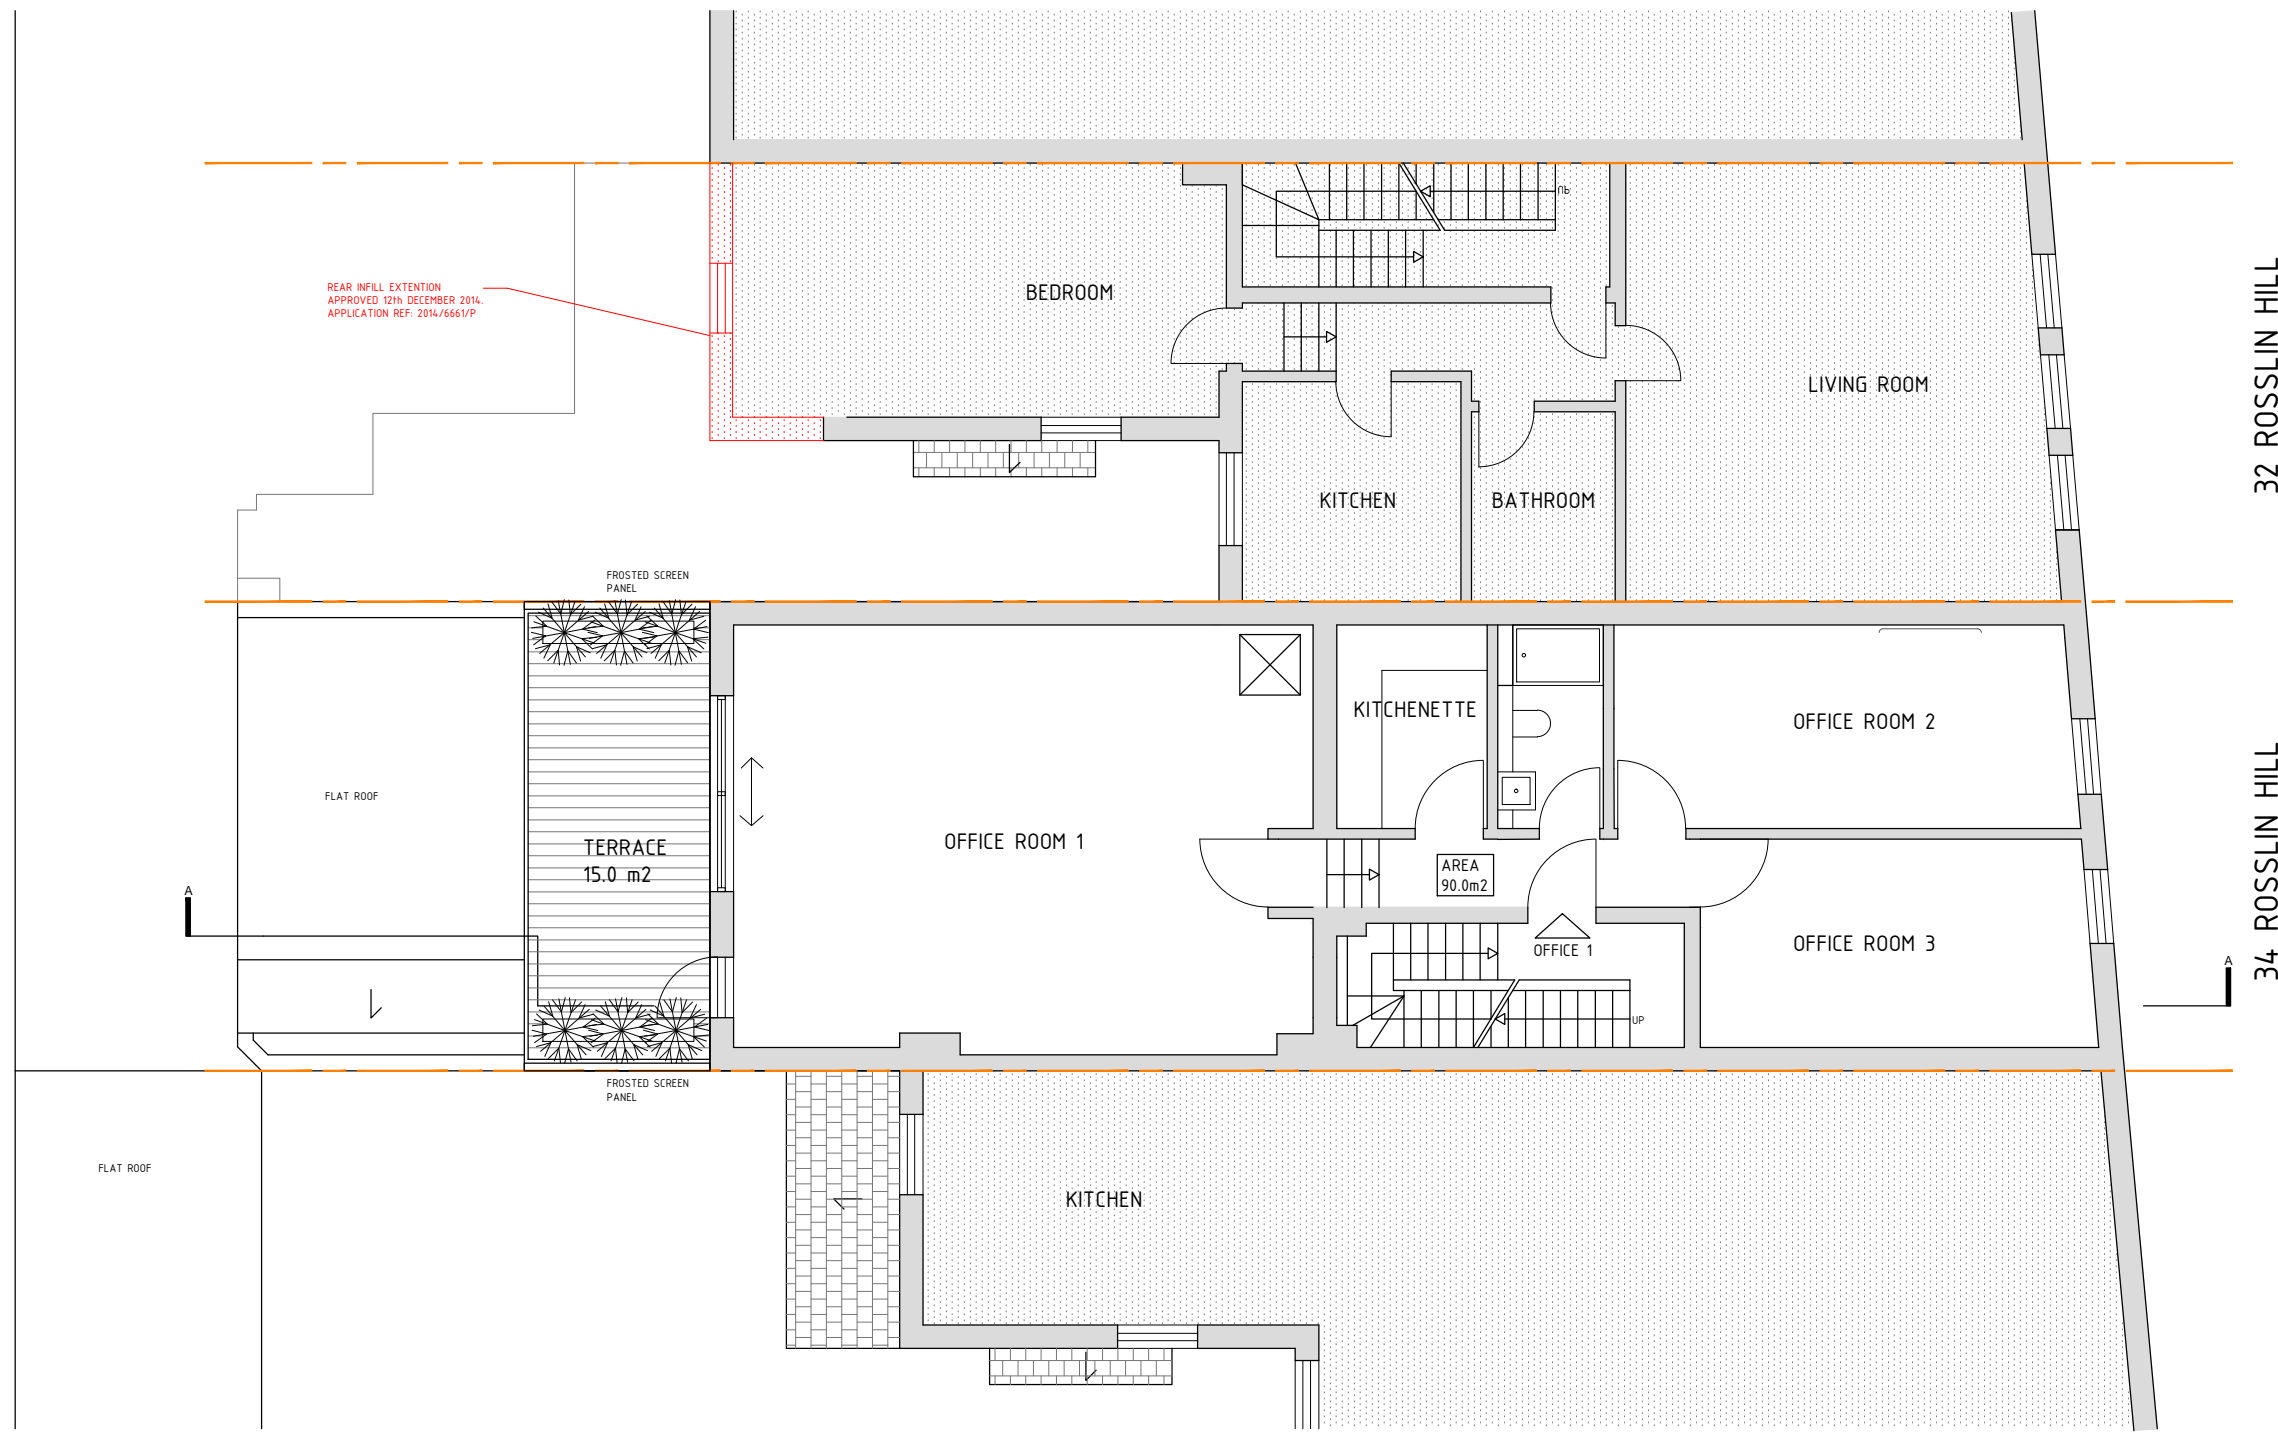 UP
REAR INFILL EXTENTION
APPROVED 12th DECEMBER 2014.
APPLICATION REF: 2014/6661/P
BEDROOM
LIVING ROOM
32 ROSSLIN HILL
KITCHEN
BATHROOM
FROSTED SCREEN
PANEL
KITCHENETTE
OFFICE ROOM 2
FLAT ROOF
TERRACE
15.0 m2
OFFICE ROOM 1
AREA
90.0m2
34 ROSSLIN HILL
A
OFFICE 1
OFFICE ROOM 3
A
UP
FROSTED SCREEN
PANEL
FLAT ROOF
KITCHEN